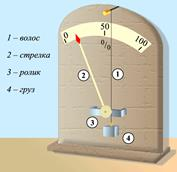 0
50
100
%
1 – волос
2 – стрелка
3 – ролик
4 – груз
1
2
3
4